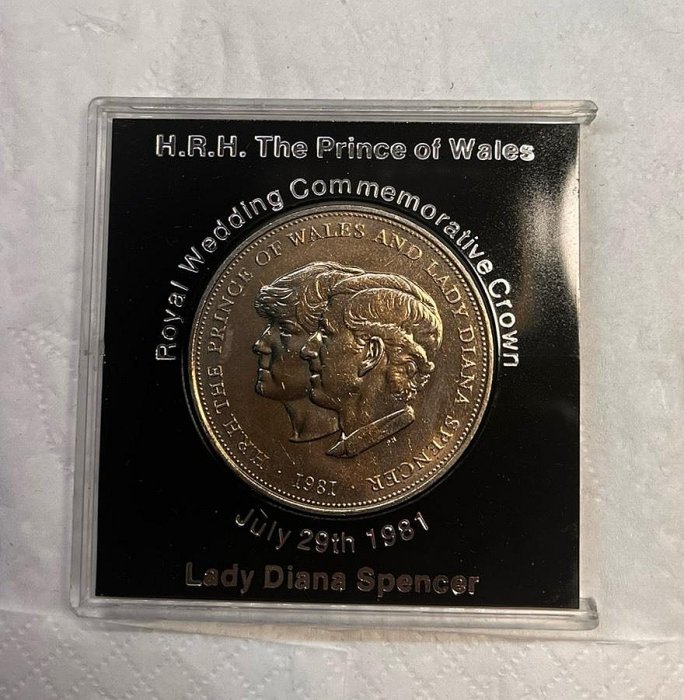 H.R.H. The Prince of Wales
Royal Wedding Commemorative Crown
H.R.H. THE PRINCE OF WALES AND LADY DIANA SPENCER
· 1981 ·
July 29th 1981
Lady Diana Spencer